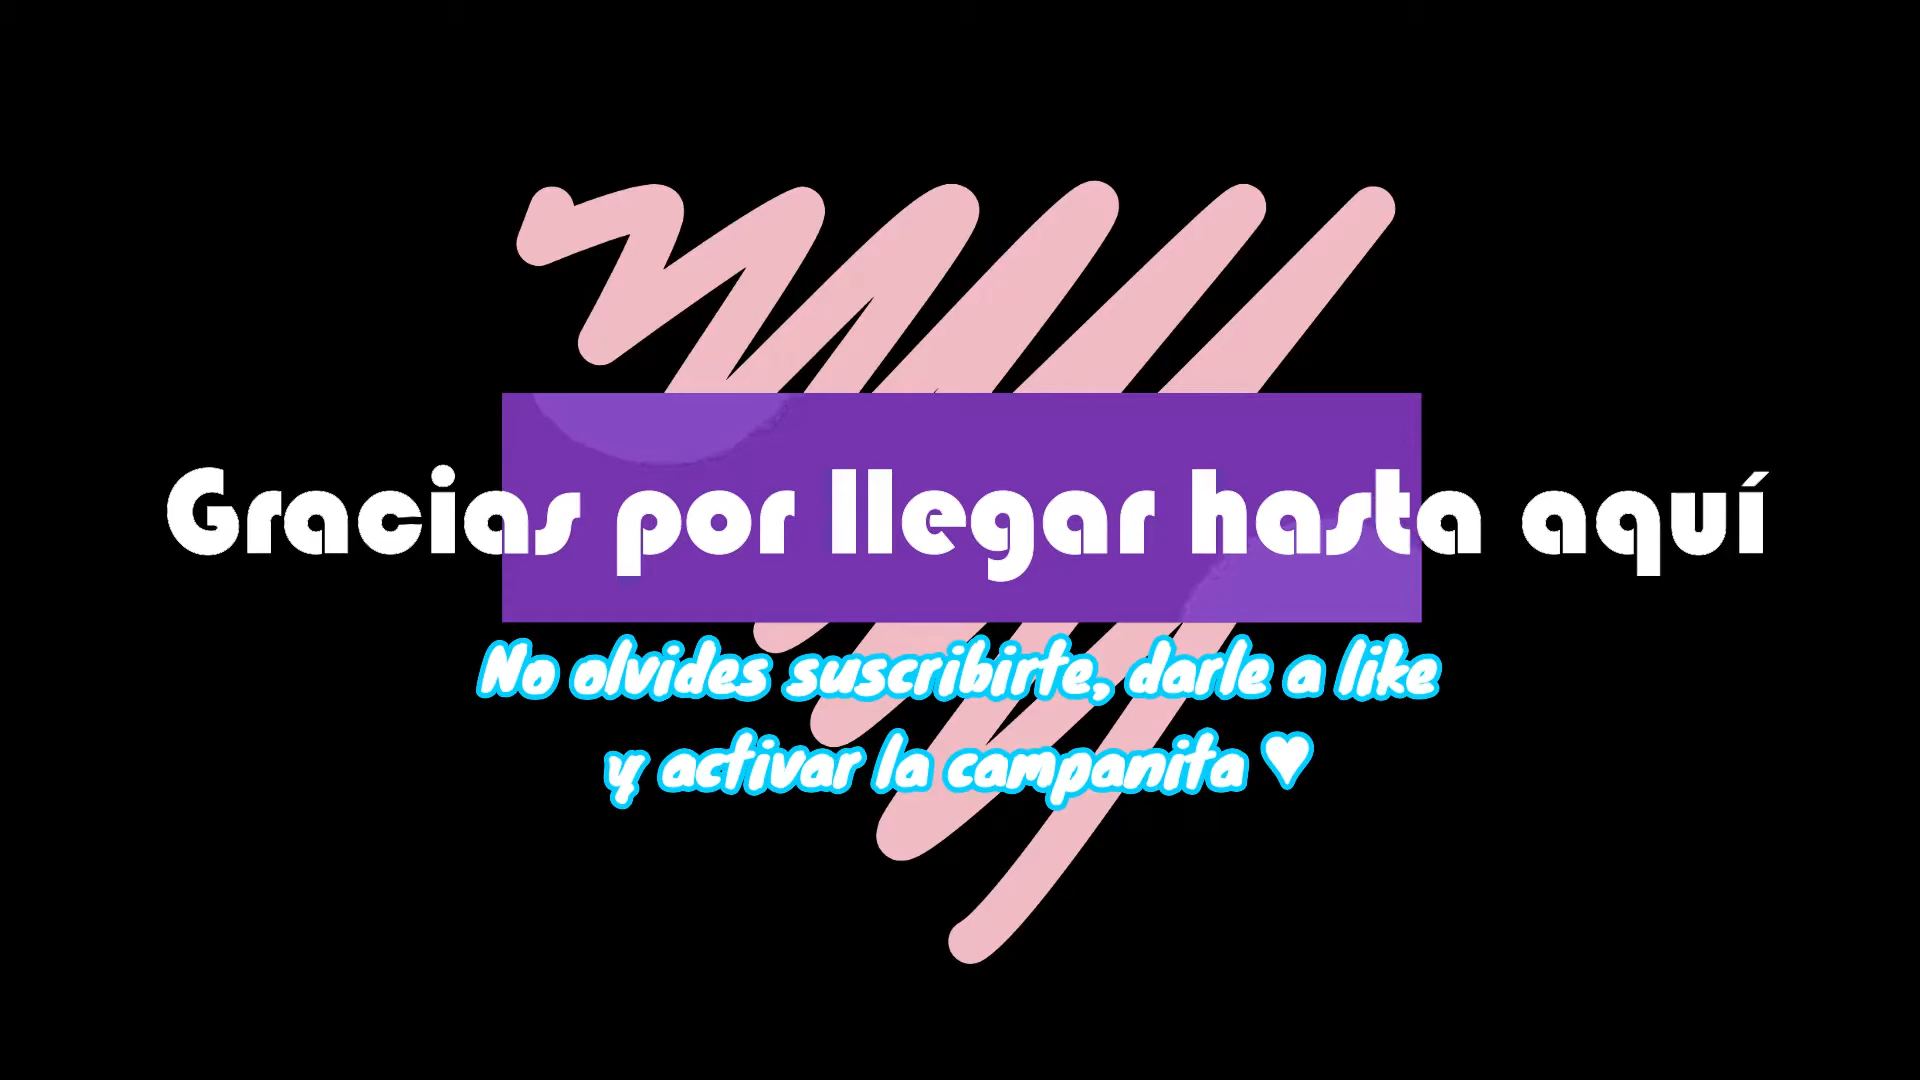 Gracias por llegar hasta aquí
No olvides suscribirte, darle a like
y activar la campanita ♥